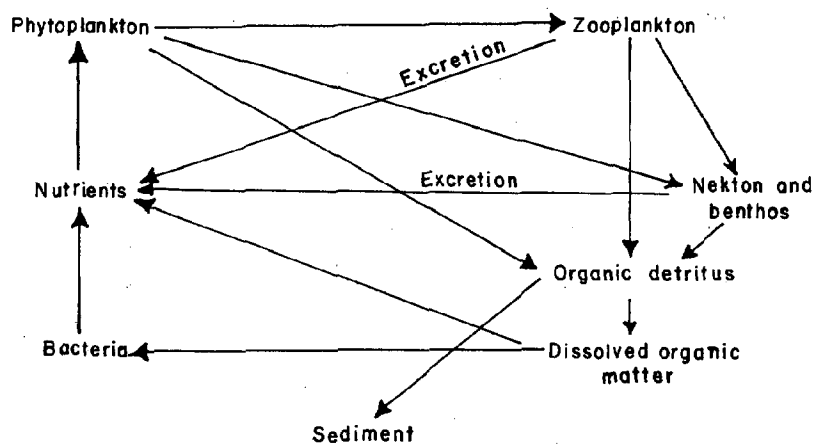 Phytoplankton
Zooplankton
Excretion
Nutrients
Excretion
Nekton and
benthos
Organic detritus
Bacteria
Dissolved organic
matter
Sediment